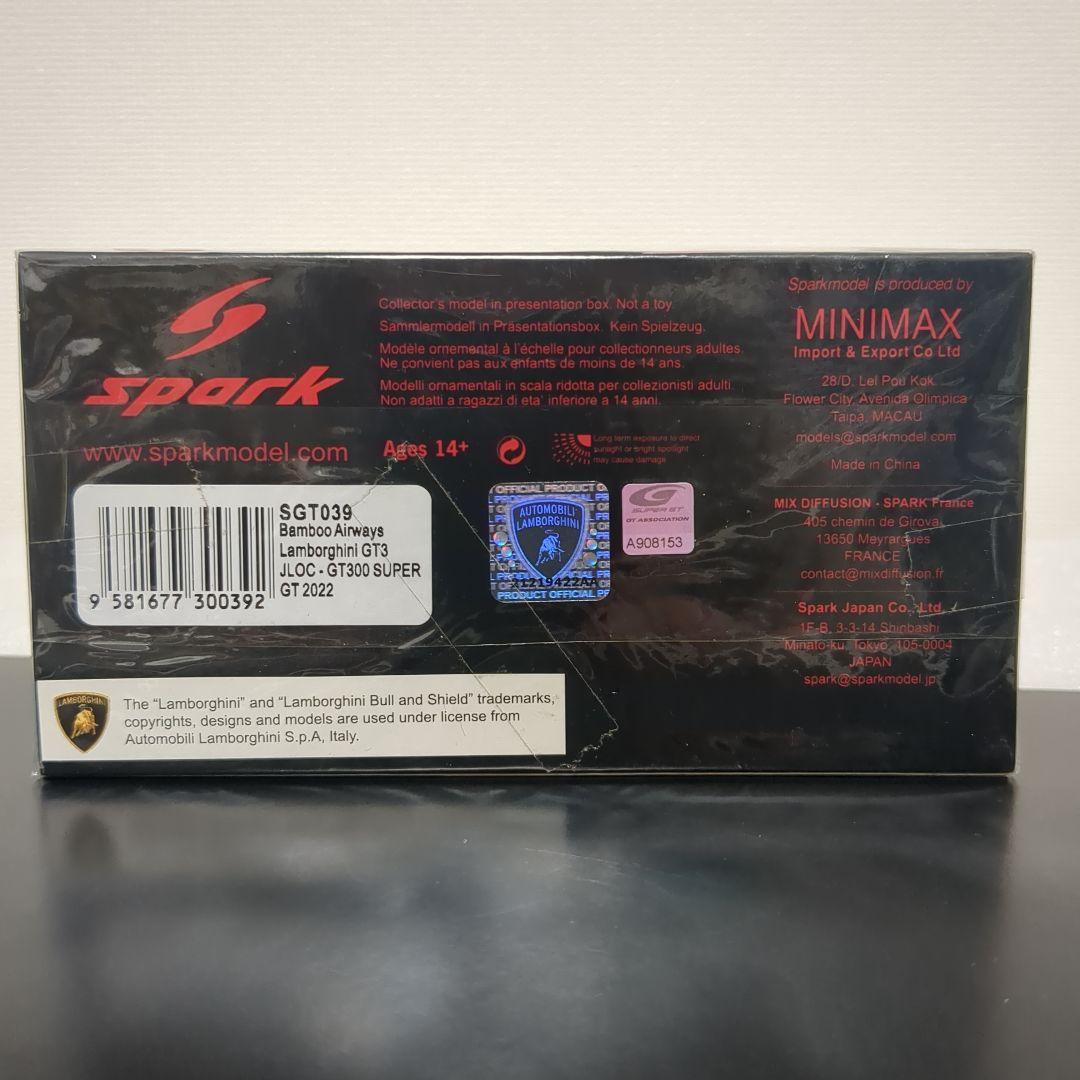 spark
www.sparkmodel.com
Collector's model in presentation box. Not a toy
Sammlermodell in Präsentationsbox. Kein Spielzeug.
Modèle ornemental à l'échelle pour collectionneurs adultes.
Ne convient pas aux enfants de moins de 14 ans.
Modelli ornamentali in scala ridotta per collezionisti adulti.
Non adatti a ragazzi di eta' inferiore a 14 anni.
Ages 14+
Long term exposure to direct
sunlight or bright spotlight
may cause damage
Sparkmodel is produced by
MINIMAX
Import & Export Co Ltd
28/D, Lei Pou Kok
Flower City, Avenida Olimpica
Taipa, MACAU
models@sparkmodel.com
Made in China
MIX DIFFUSION - SPARK France
405 chemin de Girova
13650 Meyrargues
FRANCE
contact@mixdiffusion.fr
Spark Japan Co., Ltd.
1F-B, 3-3-14 Shinbashi
Minato-ku, Tokyo, 105-0004
JAPAN
spark@sparkmodel.jp
SGT039
Bamboo Airways
Lamborghini GT3
JLOC - GT300 SUPER
GT 2022
9 581677 300392
OFFICIAL PRODUCT O
AUTOMOBILI
LAMBORGHINI
X1219422AA
PRODUCT OFFICIAL P
SUPER GT
GT ASSOCIATION
A908153
LAMBORGHINI
The “Lamborghini” and “Lamborghini Bull and Shield” trademarks,
copyrights, designs and models are used under license from
Automobili Lamborghini S.p.A, Italy.